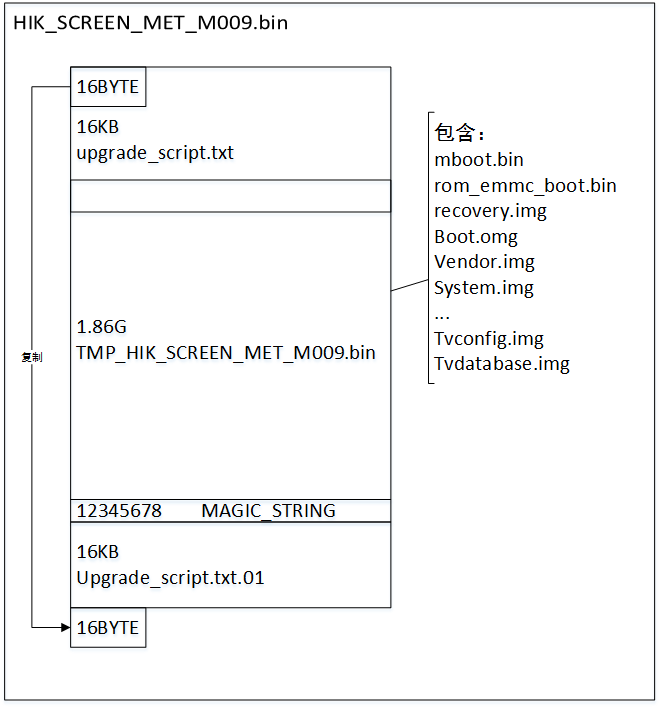 HIK_SCREEN_MET_M009.bin
16BYTE
16KB
upgrade_script.txt
包含：
mboot.bin
rom_emmc_boot.bin
recovery.img
Boot.omg
Vendor.img
System.img
...
Tvconfig.img
Tvdatabase.img
1.86G
TMP_HIK_SCREEN_MET_M009.bin
复制
12345678 MAGIC_STRING
16KB
Upgrade_script.txt.01
16BYTE